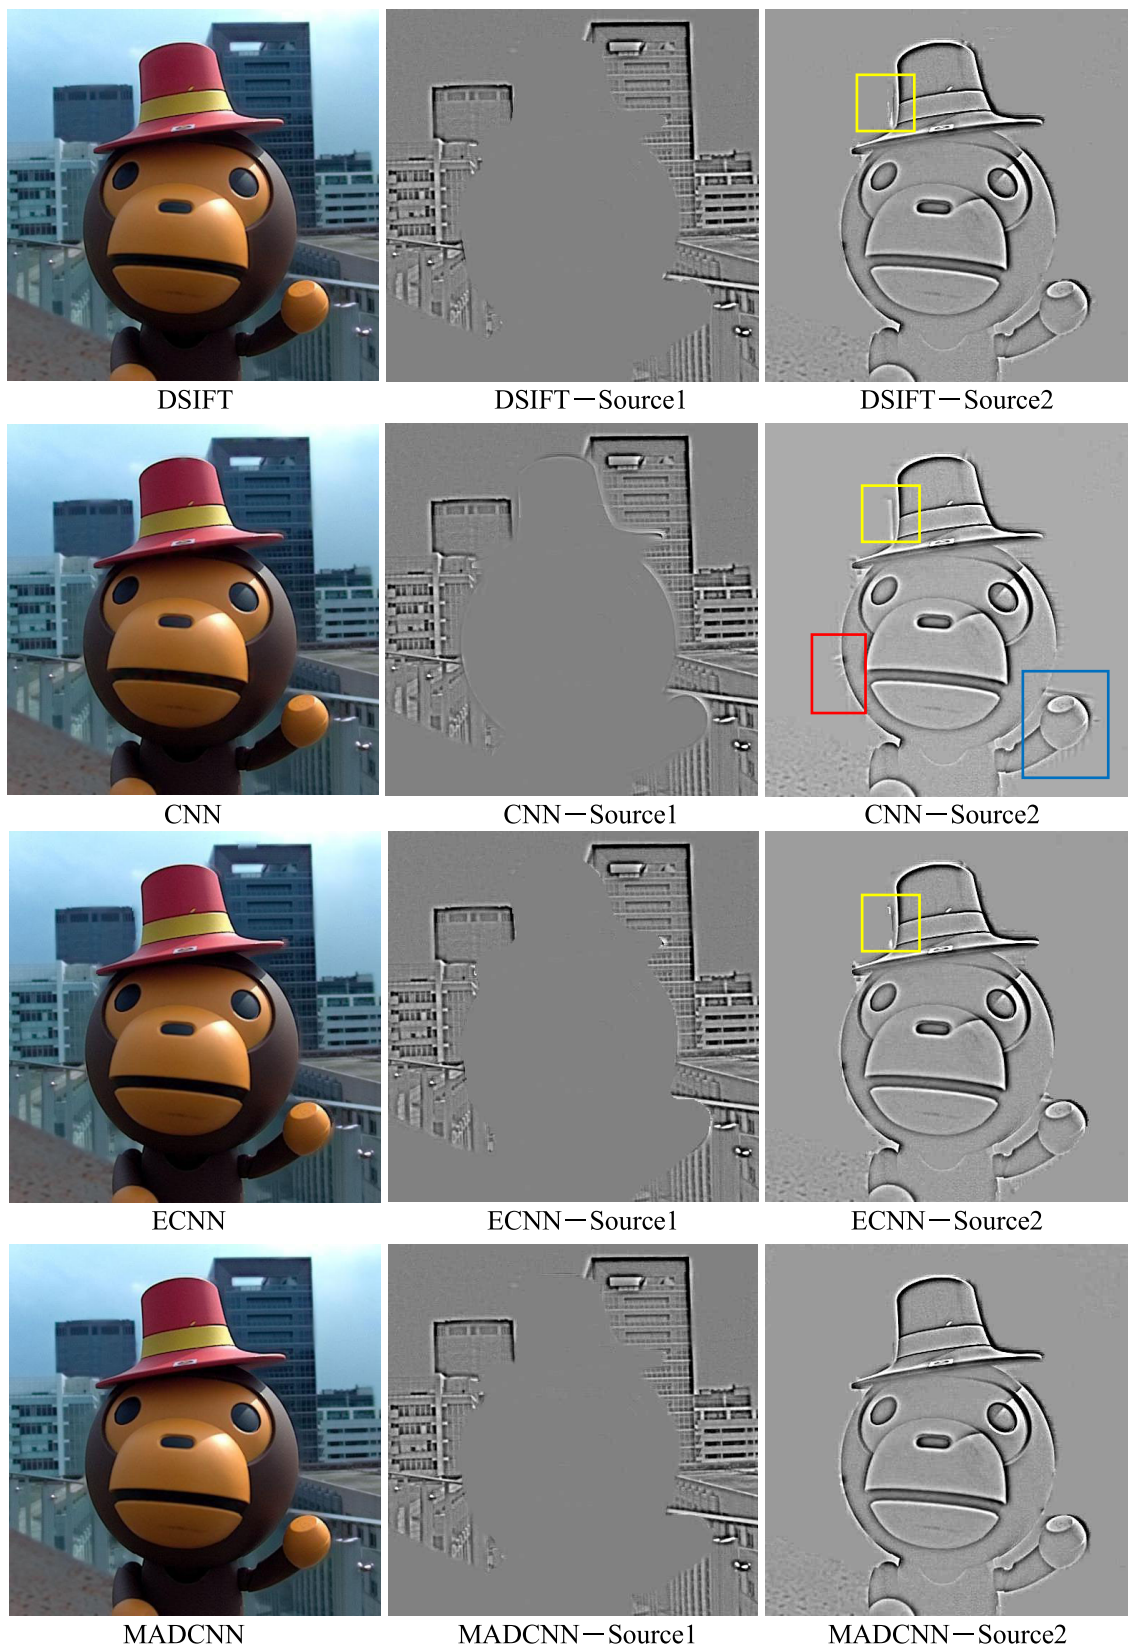 DSIFT DSIFT—Source1 DSIFT—Source2
CNN CNN—Source1 CNN—Source2
ECNN ECNN—Source1 ECNN—Source2
MADCNN MADCNN—Source1 MADCNN—Source2